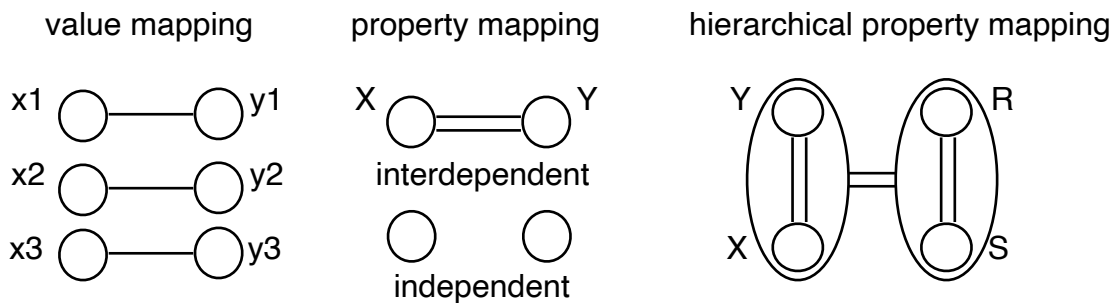 value mapping
property mapping
hierarchical property mapping
x1
y1
x2
y2
x3
y3
X
Y
interdependent
independent
Y
R
X
S